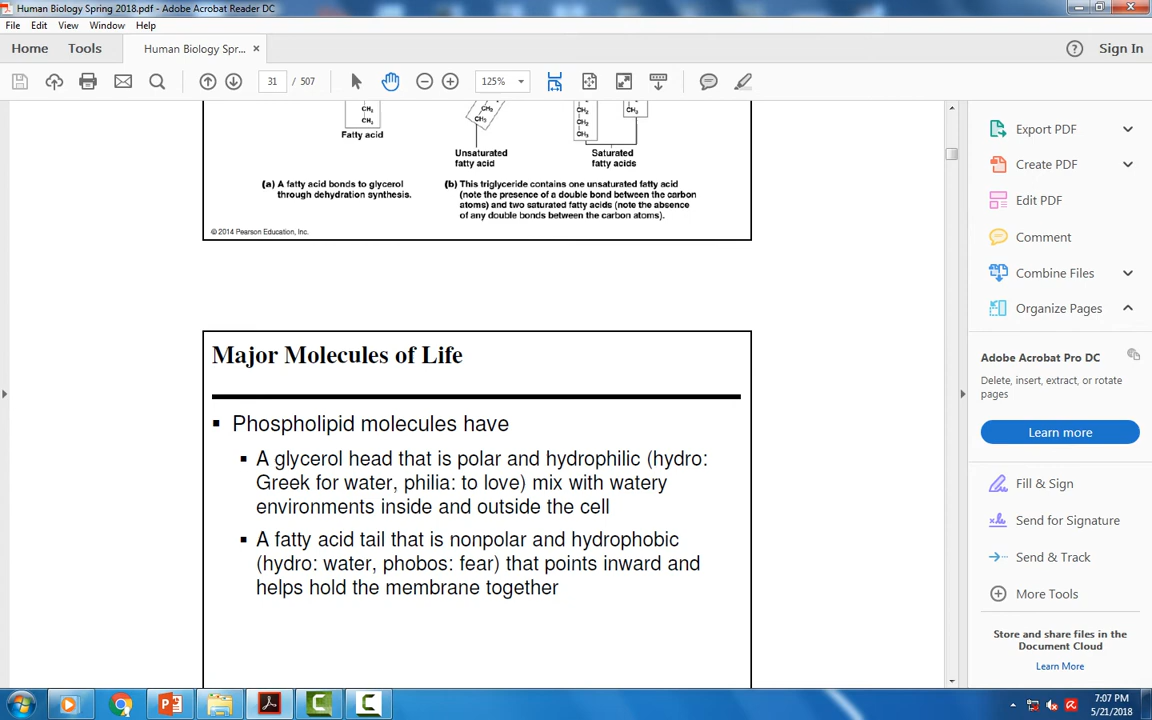 Human Biology Spring 2018.pdf - Adobe Acrobat Reader DC
File Edit View Window Help
Home Tools Human Biology Spr... × Sign In
31 / 507 125%
CH₂
CH₂
Fatty acid
CH₂
CH₃
Unsaturated
fatty acid
CH₂
CH₂
CH₃
CH₃
Saturated
fatty acids
(a) A fatty acid bonds to glycerol
through dehydration synthesis.
(b) This triglyceride contains one unsaturated fatty acid
(note the presence of a double bond between the carbon
atoms) and two saturated fatty acids (note the absence
of any double bonds between the carbon atoms).
© 2014 Pearson Education, Inc.
Major Molecules of Life
▪ Phospholipid molecules have
▪ A glycerol head that is polar and hydrophilic (hydro:
Greek for water, philia: to love) mix with watery
environments inside and outside the cell
▪ A fatty acid tail that is nonpolar and hydrophobic
(hydro: water, phobos: fear) that points inward and
helps hold the membrane together
Export PDF
Create PDF
Edit PDF
Comment
Combine Files
Organize Pages
Adobe Acrobat Pro DC
Delete, insert, extract, or rotate
pages
Learn more
Fill & Sign
Send for Signature
Send & Track
More Tools
Store and share files in the
Document Cloud
Learn More
7:07 PM
5/21/2018